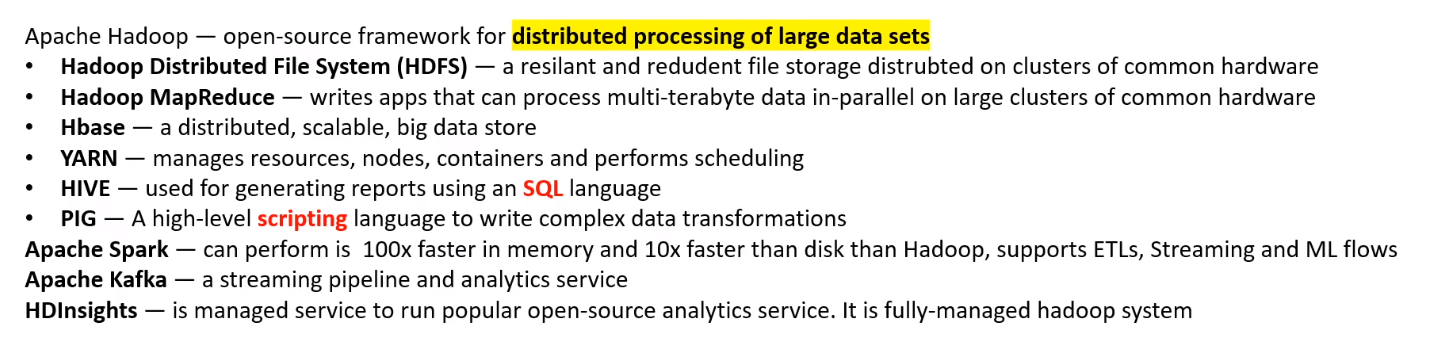 Apache Hadoop — open-source framework for distributed processing of large data sets
• Hadoop Distributed File System (HDFS) — a resilant and redudent file storage distrubted on clusters of common hardware
• Hadoop MapReduce — writes apps that can process multi-terabyte data in-parallel on large clusters of common hardware
• Hbase — a distributed, scalable, big data store
• YARN — manages resources, nodes, containers and performs scheduling
• HIVE — used for generating reports using an SQL language
• PIG — A high-level scripting language to write complex data transformations
Apache Spark — can perform is  100x faster in memory and 10x faster than disk than Hadoop, supports ETLs, Streaming and ML flows
Apache Kafka — a streaming pipeline and analytics service
HDInsights — is managed service to run popular open-source analytics service. It is fully-managed hadoop system